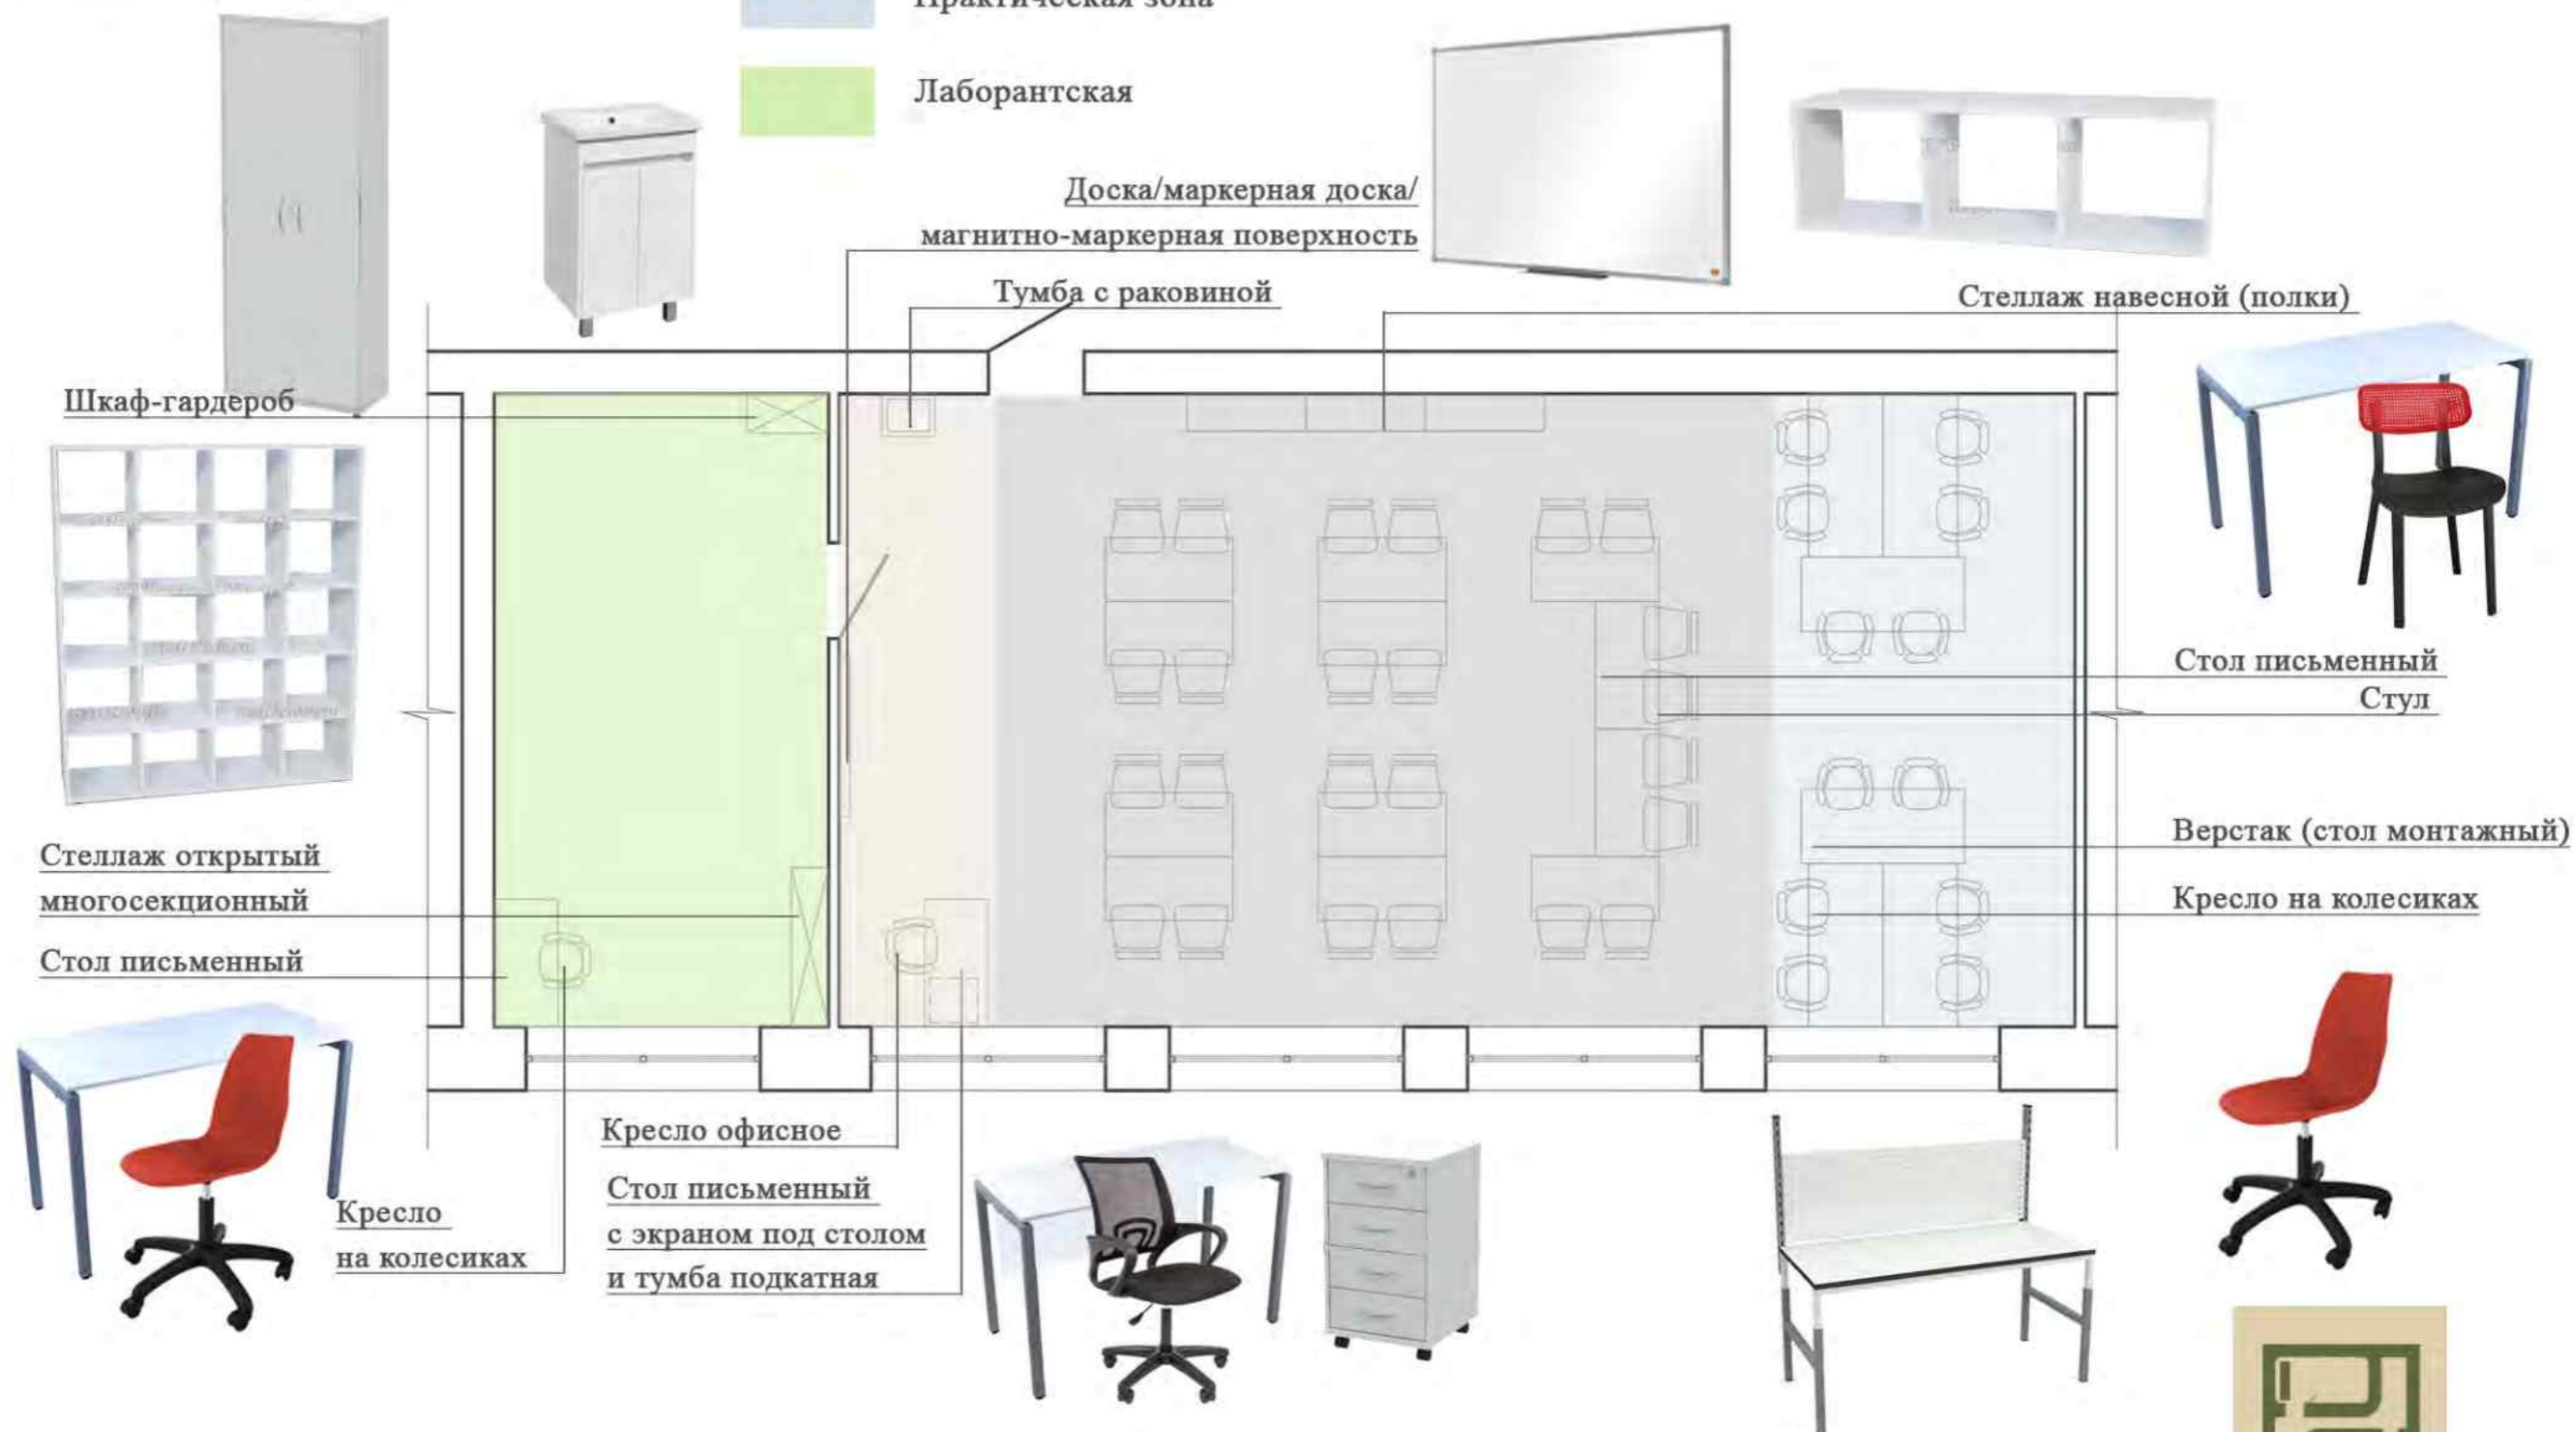 Практическая зона
Лаборантская
Доска/маркерная доска/
магнитно-маркерная поверхность
Тумба с раковиной
Стеллаж навесной (полки)
Шкаф-гардероб
Стол письменный
Стул
Стеллаж открытый
многосекционный
Стол письменный
Верстак (стол монтажный)
Кресло на колесиках
Кресло офисное
Стол письменный
с экраном под столом
и тумба подкатная
Кресло
на колесиках